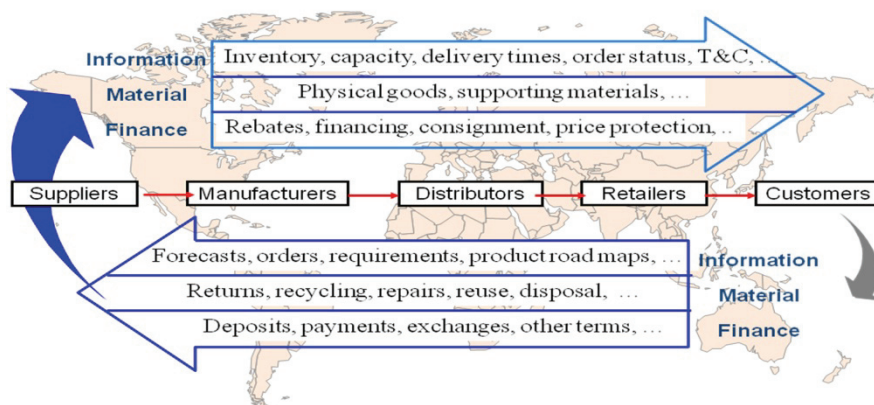 Information
Inventory, capacity, delivery times, order status, T&C, ...
Material
Physical goods, supporting materials, ...
Finance
Rebates, financing, consignment, price protection, ..
Suppliers
Manufacturers
Distributors
Retailers
Customers
Forecasts, orders, requirements, product road maps, ...
Information
Returns, recycling, repairs, reuse, disposal, ...
Material
Deposits, payments, exchanges, other terms, ...
Finance